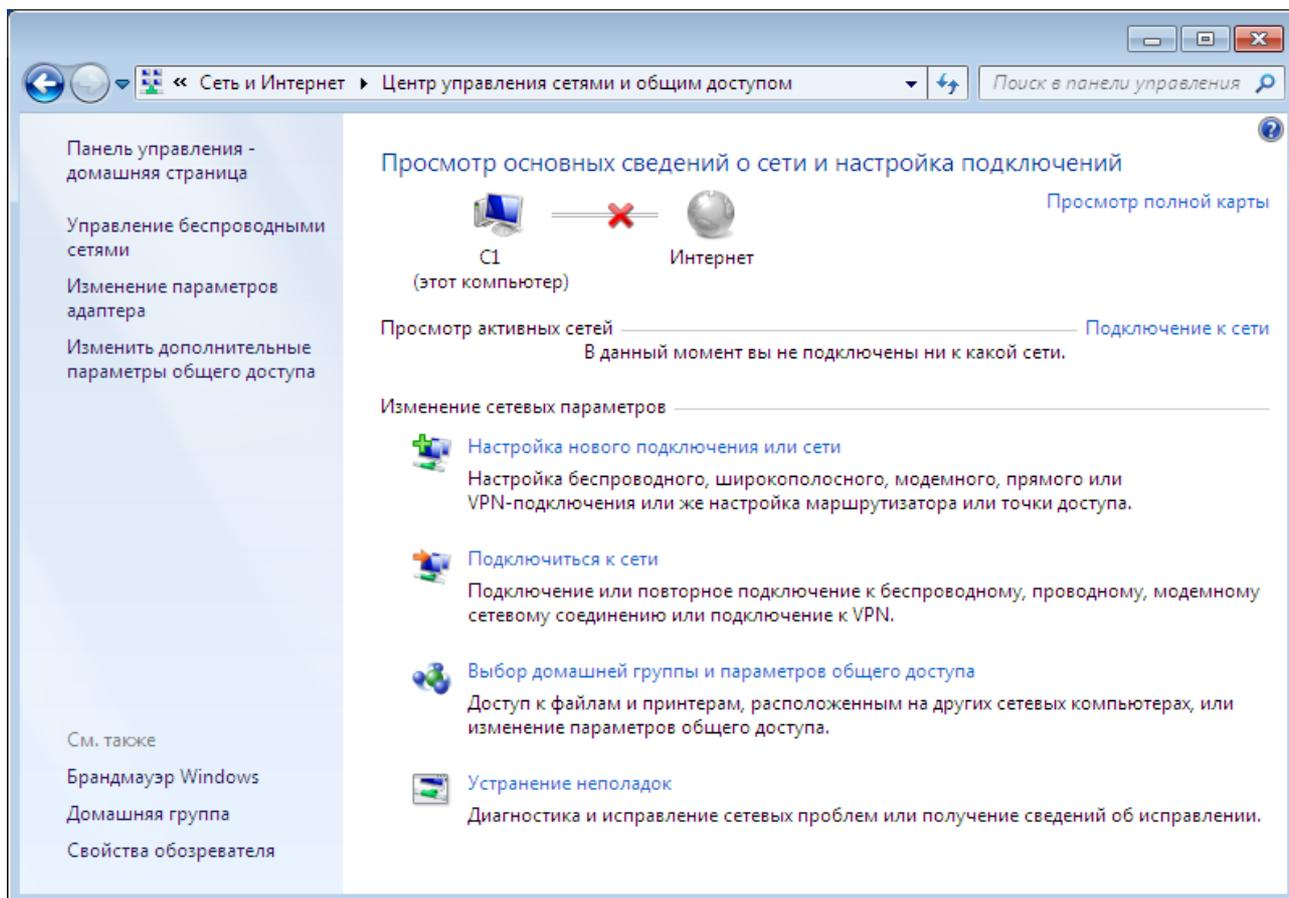 « Сеть и Интернет ▸ Центр управления сетями и общим доступом
Поиск в панели управления
Панель управления -
домашняя страница
Управление беспроводными
сетями
Изменение параметров
адаптера
Изменить дополнительные
параметры общего доступа
См. также
Брандмауэр Windows
Домашняя группа
Свойства обозревателя
Просмотр основных сведений о сети и настройка подключений
Просмотр полной карты
C1
(этот компьютер)
Интернет
Просмотр активных сетей
Подключение к сети
В данный момент вы не подключены ни к какой сети.
Изменение сетевых параметров
Настройка нового подключения или сети
Настройка беспроводного, широкополосного, модемного, прямого или
VPN-подключения или же настройка маршрутизатора или точки доступа.
Подключиться к сети
Подключение или повторное подключение к беспроводному, проводному, модемному
сетевому соединению или подключение к VPN.
Выбор домашней группы и параметров общего доступа
Доступ к файлам и принтерам, расположенным на других сетевых компьютерах, или
изменение параметров общего доступа.
Устранение неполадок
Диагностика и исправление сетевых проблем или получение сведений об исправлении.